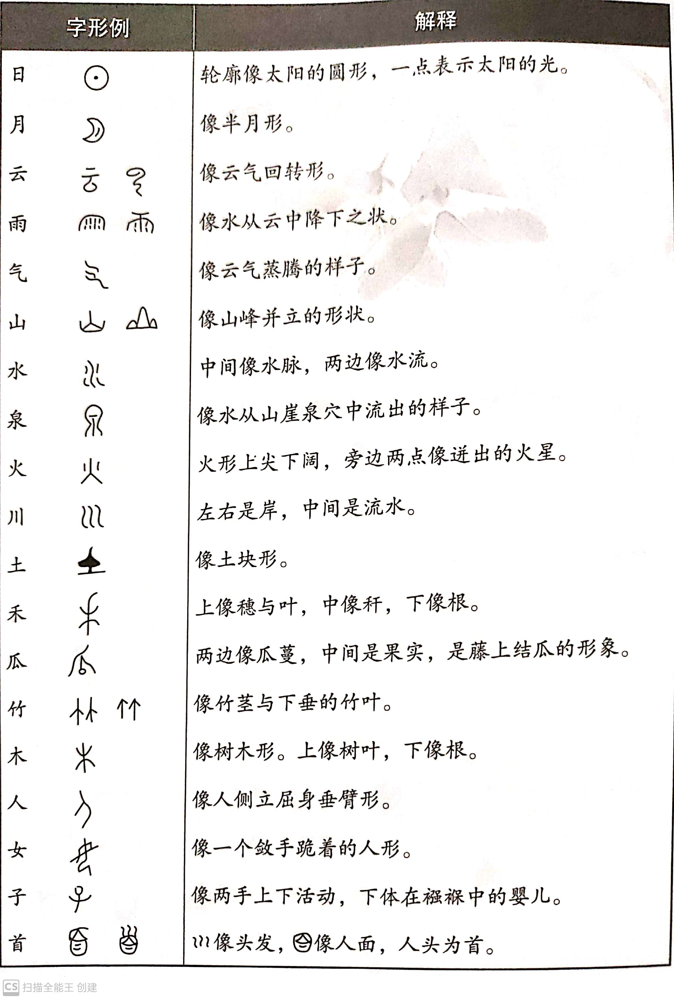 字形例 解释
日 轮廓像太阳的圆形，一点表示太阳的光。
月 像半月形。
云 像云气回转形。
雨 像水从云中降下之状。
气 像云气蒸腾的样子。
山 像山峰并立的形状。
水 中间像水脉，两边像水流。
泉 像水从山崖泉穴中流出的样子。
火 火形上尖下阔，旁边两点像迸出的火星。
川 左右是岸，中间是流水。
土 像土块形。
禾 上像穗与叶，中像秆，下像根。
瓜 两边像瓜蔓，中间是果实，是藤上结瓜的形象。
竹 像竹茎与下垂的竹叶。
木 像树木形。上像树叶，下像根。
人 像人侧立屈身垂臂形。
女 像一个敛手跪着的人形。
子 像两手上下活动，下体在襁褓中的婴儿。
首 像头发，像人面，人头为首。
CS 扫描全能王 创建